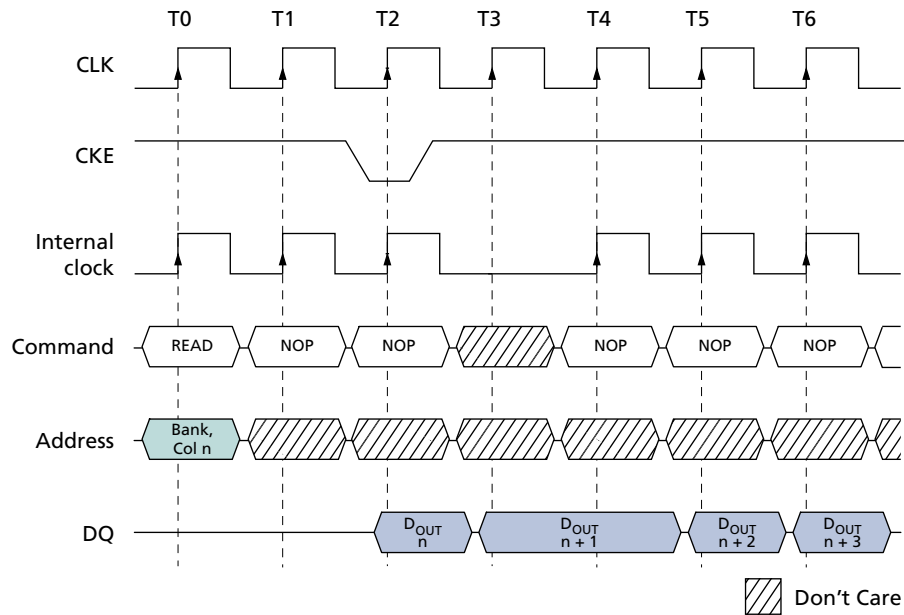 T0 T1 T2 T3 T4 T5 T6
CLK
CKE
Internal
clock
Command READ NOP NOP NOP NOP NOP
Address Bank,
Col n
DQ DOUT
n DOUT
n + 1 DOUT
n + 2 DOUT
n + 3
Don't Care